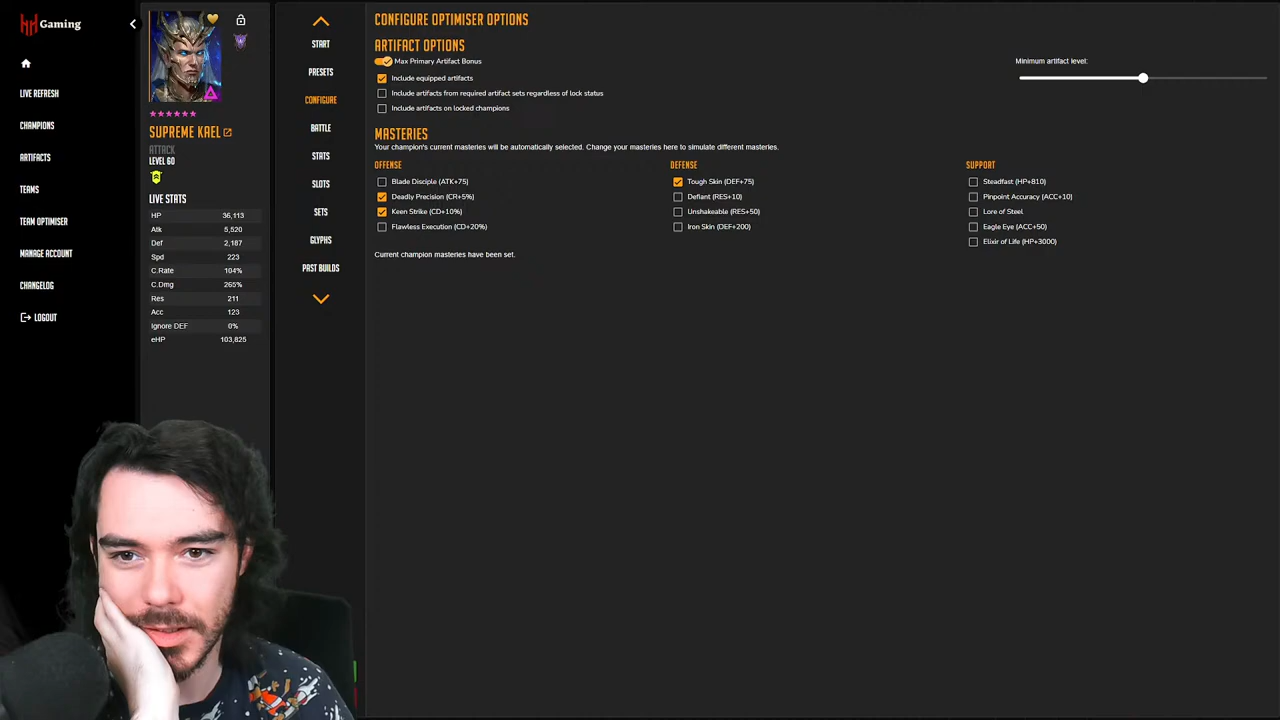 Gaming
LIVE REFRESH
CHAMPIONS
ARTIFACTS
TEAMS
TEAM OPTIMISER
MANAGE ACCOUNT
CHANGELOG
LOGOUT
SUPREME KAEL
ATTACK
LEVEL 60
LIVE STATS
HP 36,113
Atk 5,520
Def 2,187
Spd 223
C.Rate 104%
C.Dmg 265%
Res 211
Acc 123
Ignore DEF 0%
eHP 103,825
START
PRESETS
CONFIGURE
BATTLE
STATS
SLOTS
SETS
GLYPHS
PAST BUILDS
CONFIGURE OPTIMISER OPTIONS
ARTIFACT OPTIONS
Max Primary Artifact Bonus
Include equipped artifacts
Include artifacts from required artifact sets regardless of lock status
Include artifacts on locked champions
Minimum artifact level:
MASTERIES
Your champion's current masteries will be automatically selected. Change your masteries here to simulate different masteries.
OFFENSE
Blade Disciple (ATK+75)
Deadly Precision (CR+5%)
Keen Strike (CD+10%)
Flawless Execution (CD+20%)
DEFENSE
Tough Skin (DEF+75)
Defiant (RES+10)
Unshakeable (RES+50)
Iron Skin (DEF+200)
SUPPORT
Steadfast (HP+810)
Pinpoint Accuracy (ACC+10)
Lore of Steel
Eagle Eye (ACC+50)
Elixir of Life (HP+3000)
Current champion masteries have been set.